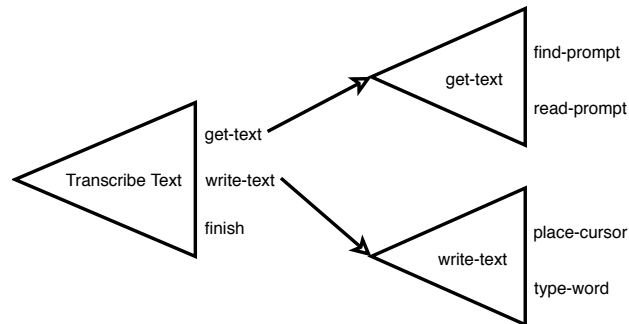 Transcribe Text
get-text
write-text
finish
get-text
find-prompt
read-prompt
write-text
place-cursor
type-word